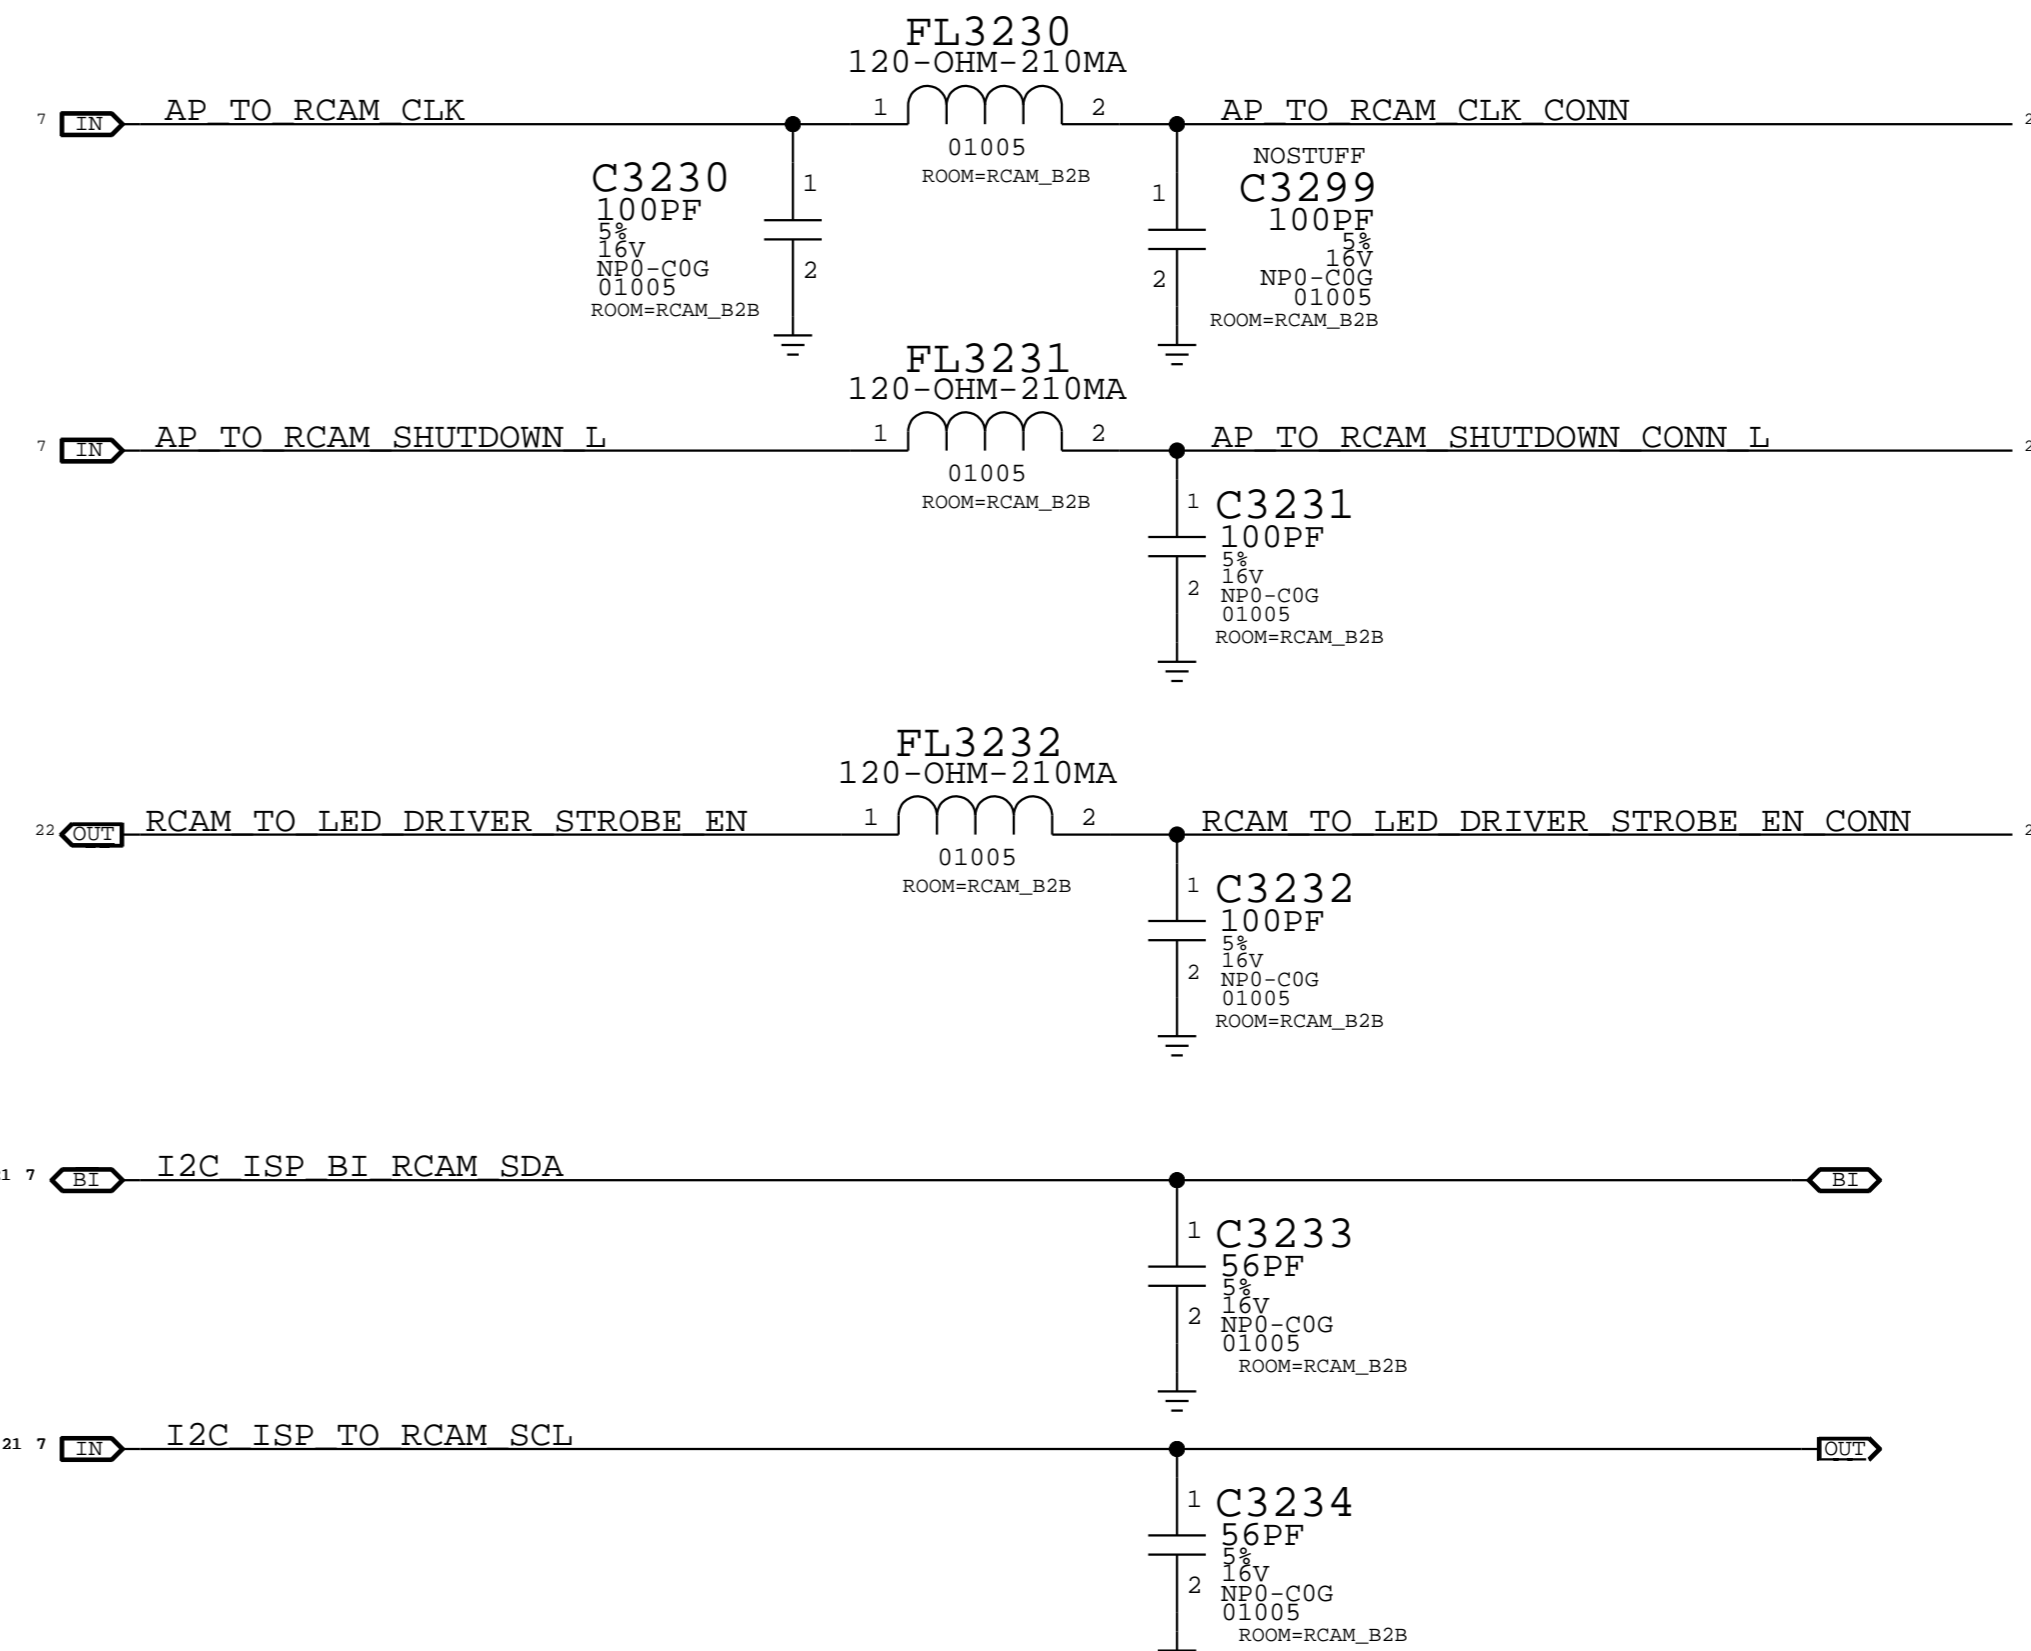 FL3230
120-OHM-210MA
7 IN AP_TO_RCAM_CLK 1 2 AP_TO_RCAM_CLK_CONN 2
01005
ROOM=RCAM_B2B
C3230
100PF
5%
16V
NP0-C0G
01005
ROOM=RCAM_B2B
1
2
NOSTUFF
C3299
100PF
5%
16V
NP0-C0G
01005
ROOM=RCAM_B2B
1
2
FL3231
120-OHM-210MA
7 IN AP_TO_RCAM_SHUTDOWN_L 1 2 AP_TO_RCAM_SHUTDOWN_CONN_L 2
01005
ROOM=RCAM_B2B
1 C3231
100PF
5%
16V
2 NP0-C0G
01005
ROOM=RCAM_B2B
FL3232
120-OHM-210MA
22 OUT RCAM_TO_LED_DRIVER_STROBE_EN 1 2 RCAM_TO_LED_DRIVER_STROBE_EN_CONN 2
01005
ROOM=RCAM_B2B
1 C3232
100PF
5%
16V
2 NP0-C0G
01005
ROOM=RCAM_B2B
1 7 BI I2C_ISP_BI_RCAM_SDA BI
1 C3233
56PF
5%
16V
2 NP0-C0G
01005
ROOM=RCAM_B2B
21 7 IN I2C_ISP_TO_RCAM_SCL OUT
1 C3234
56PF
5%
16V
2 NP0-C0G
01005
ROOM=RCAM_B2B